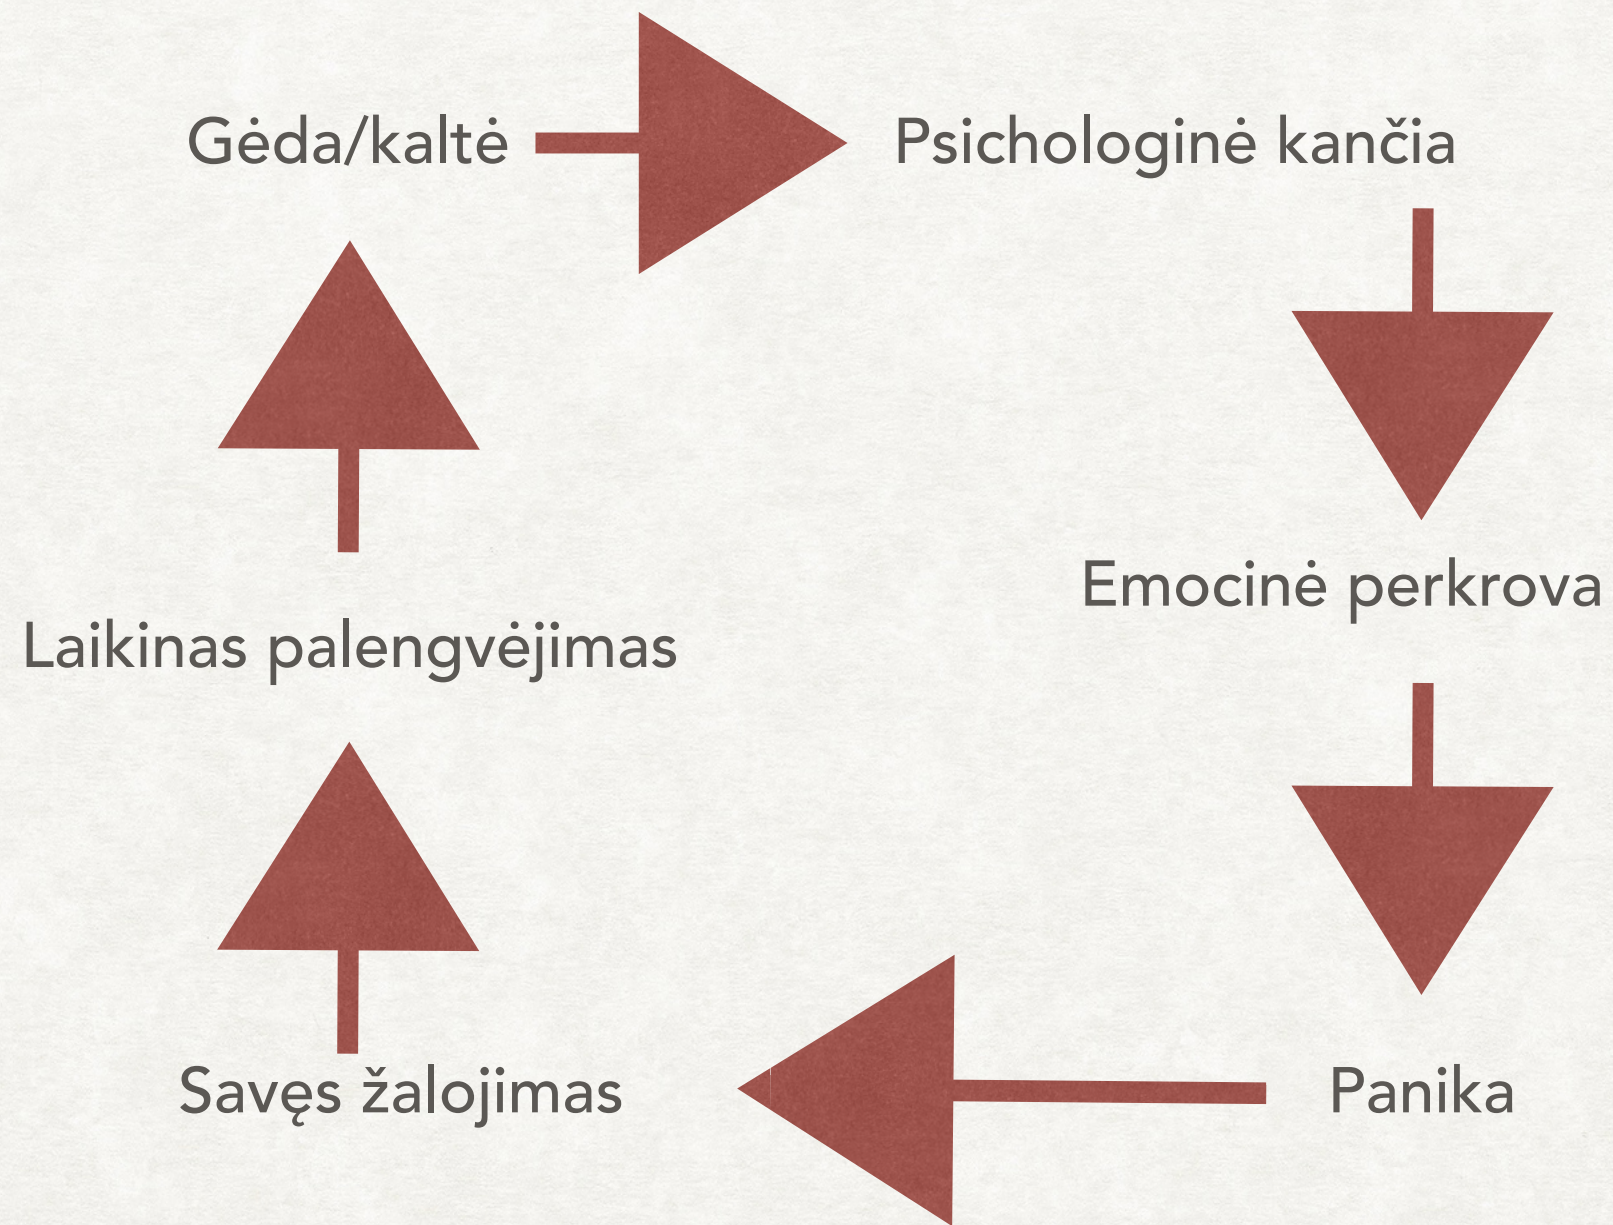 Gėda/kaltė
Psichologinė kančia
Emocinė perkrova
Laikinas palengvėjimas
Savęs žalojimas
Panika